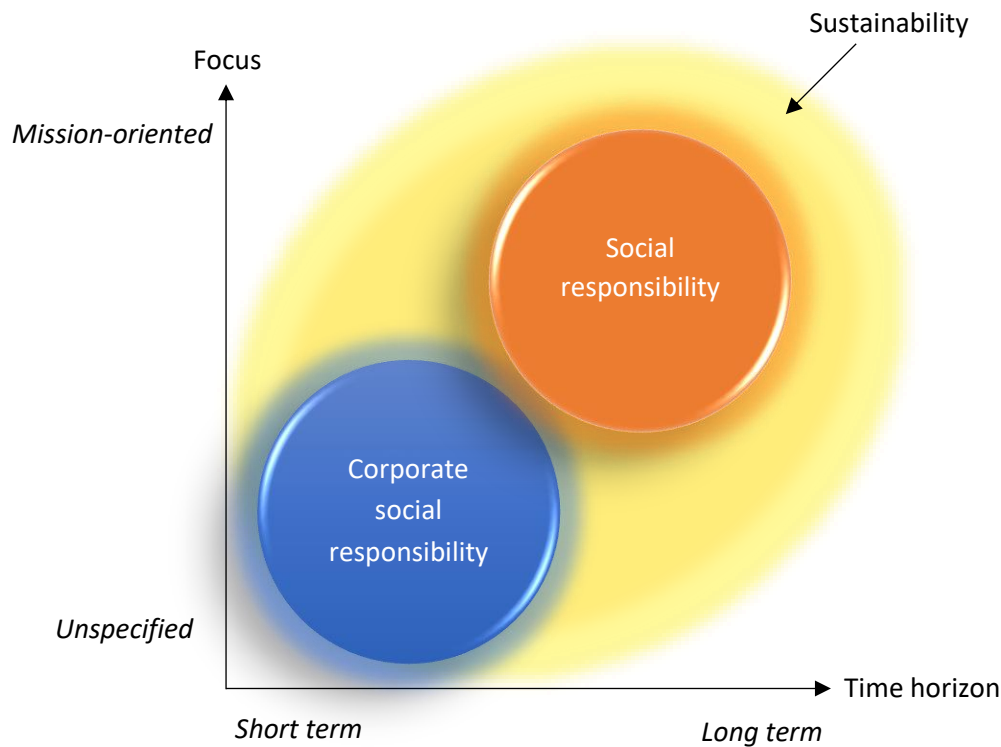 Sustainability
Focus
Mission-oriented
Social
responsibility
Corporate
social
responsibility
Unspecified
Time horizon
Short term
Long term